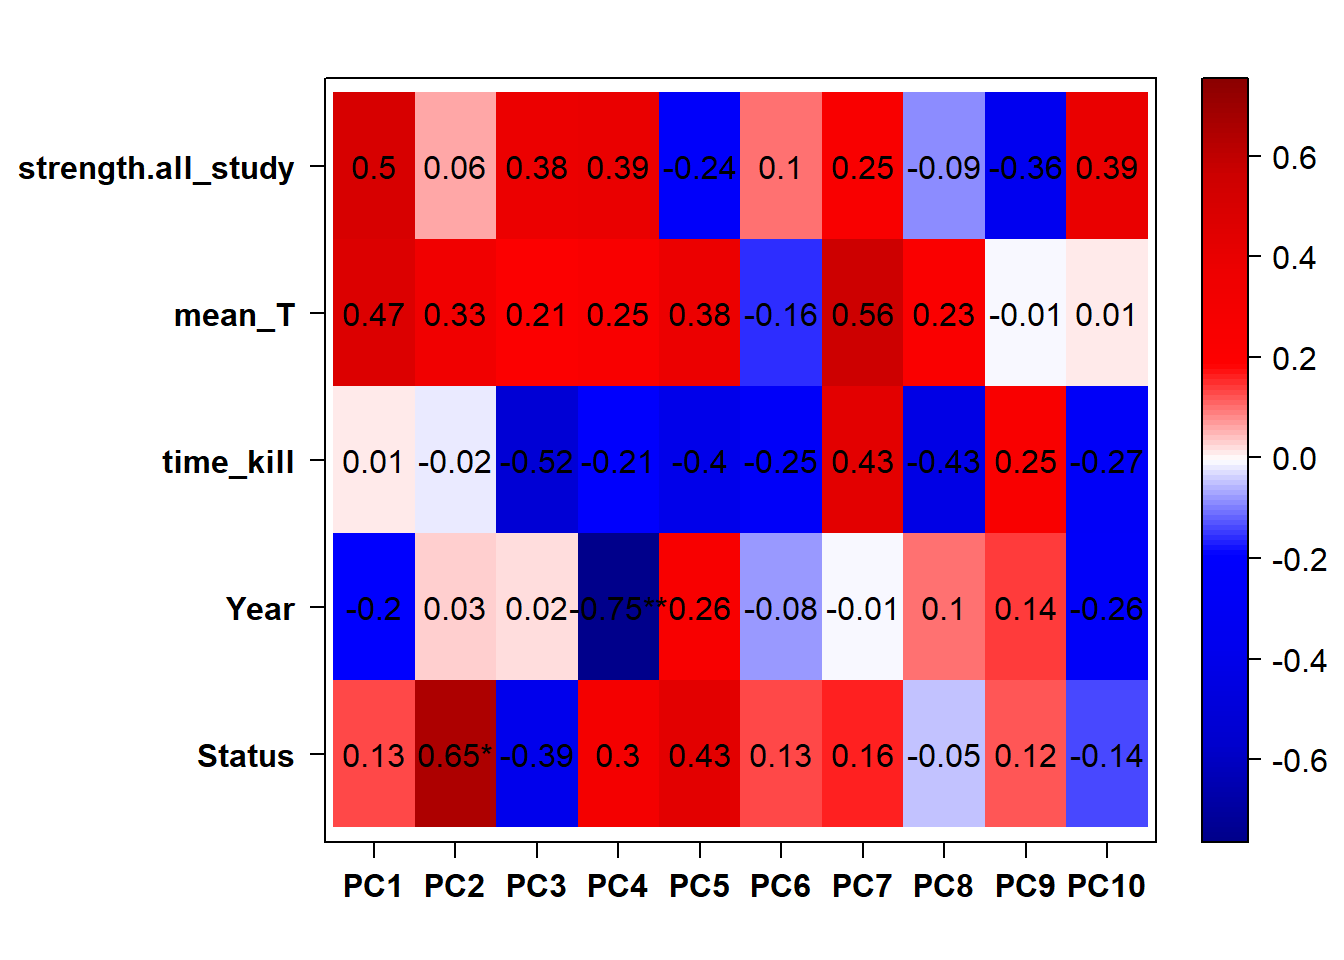 strength.all_study 0.5 0.06 0.38 0.39 -0.24 0.1 0.25 -0.09 -0.36 0.39
0.6
0.4
mean_T 0.47 0.33 0.21 0.25 0.38 -0.16 0.56 0.23 -0.01 0.01
0.2
time_kill 0.01 -0.02 -0.52 -0.21 -0.4 -0.25 0.43 -0.43 0.25 -0.27
0.0
-0.2
Year -0.2 0.03 0.02 -0.75** 0.26 -0.08 -0.01 0.1 0.14 -0.26
-0.4
Status 0.13 0.65* -0.39 0.3 0.43 0.13 0.16 -0.05 0.12 -0.14
-0.6
PC1 PC2 PC3 PC4 PC5 PC6 PC7 PC8 PC9 PC10